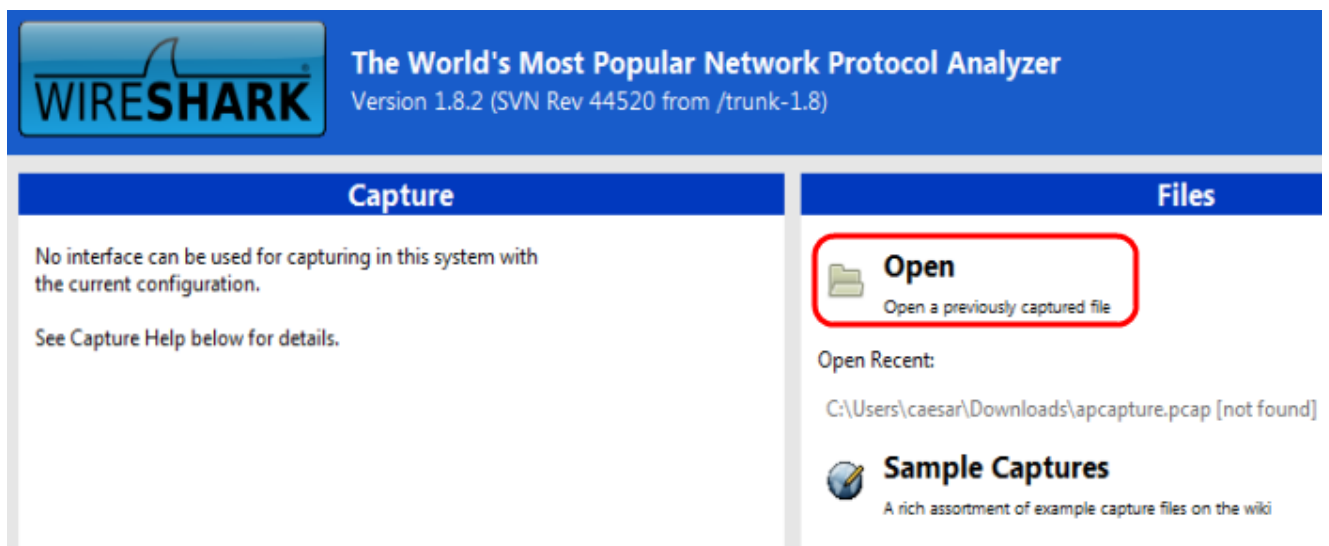 WIRESHARK
The World's Most Popular Network Protocol Analyzer
Version 1.8.2 (SVN Rev 44520 from /trunk-1.8)
Capture
No interface can be used for capturing in this system with
the current configuration.
See Capture Help below for details.
Files
Open
Open a previously captured file
Open Recent:
C:\Users\caesar\Downloads\apcapture.pcap [not found]
Sample Captures
A rich assortment of example capture files on the wiki